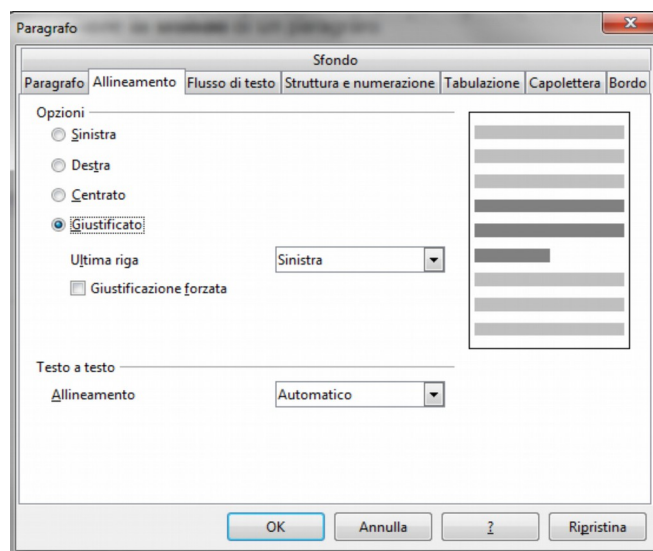 Paragrafo
Sfondo
Paragrafo Allineamento Flusso di testo Struttura e numerazione Tabulazione Capolettera Bordo
Opzioni
Sinistra
Destra
Centrato
Giustificato
Ultima riga Sinistra
Giustificazione forzata
Testo a testo
Allineamento Automatico
OK Annulla ? Ripristina